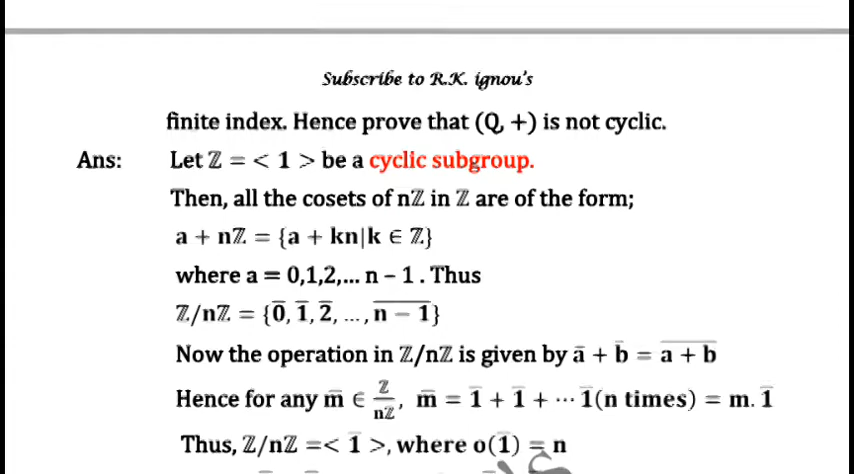 Subscribe to R.K. ignou's
finite index. Hence prove that (Q, +) is not cyclic.
Ans: Let ℤ = < 1 > be a cyclic subgroup.
Then, all the cosets of nℤ in ℤ are of the form;
a + nℤ = {a + kn|k ∈ ℤ}
where a = 0,1,2,... n − 1. Thus
ℤ/nℤ = {0̅, 1̅, 2̅, ..., n̅ ̅−̅ ̅1̅}
Now the operation in ℤ/nℤ is given by a̅ + b̅ = a̅ ̅+̅ ̅b̅
Hence for any m̅ ∈ ℤ/nℤ, m̅ = 1̅ + 1̅ + ⋯ 1̅(n times) = m. 1̅
Thus, ℤ/nℤ =< 1̅ >, where o(1̅) = n